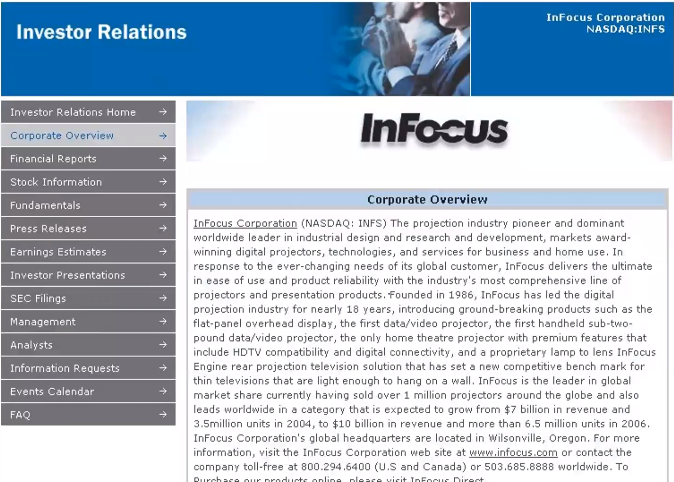 Investor Relations
InFocus Corporation
NASDAQ:INFS
Investor Relations Home →
Corporate Overview →
Financial Reports →
Stock Information →
Fundamentals →
Press Releases →
Earnings Estimates →
Investor Presentations →
SEC Filings →
Management →
Analysts →
Information Requests →
Events Calendar →
FAQ →
InFocus
Corporate Overview
InFocus Corporation (NASDAQ: INFS) The projection industry pioneer and dominant
worldwide leader in industrial design and research and development, markets award-
winning digital projectors, technologies, and services for business and home use. In
response to the ever-changing needs of its global customer, InFocus delivers the ultimate
in ease of use and product reliability with the industry's most comprehensive line of
projectors and presentation products. Founded in 1986, InFocus has led the digital
projection industry for nearly 18 years, introducing ground-breaking products such as the
flat-panel overhead display, the first data/video projector, the first handheld sub-two-
pound data/video projector, the only home theatre projector with premium features that
include HDTV compatibility and digital connectivity, and a proprietary lamp to lens InFocus
Engine rear projection television solution that has set a new competitive bench mark for
thin televisions that are light enough to hang on a wall. InFocus is the leader in global
market share currently having sold over 1 million projectors around the globe and also
leads worldwide in a category that is expected to grow from $7 billion in revenue and
3.5million units in 2004, to $10 billion in revenue and more than 6.5 million units in 2006.
InFocus Corporation's global headquarters are located in Wilsonville, Oregon. For more
information, visit the InFocus Corporation web site at www.infocus.com or contact the
company toll-free at 800.294.6400 (U.S and Canada) or 503.685.8888 worldwide. To
Purchase our products online, please visit InFocus Direct